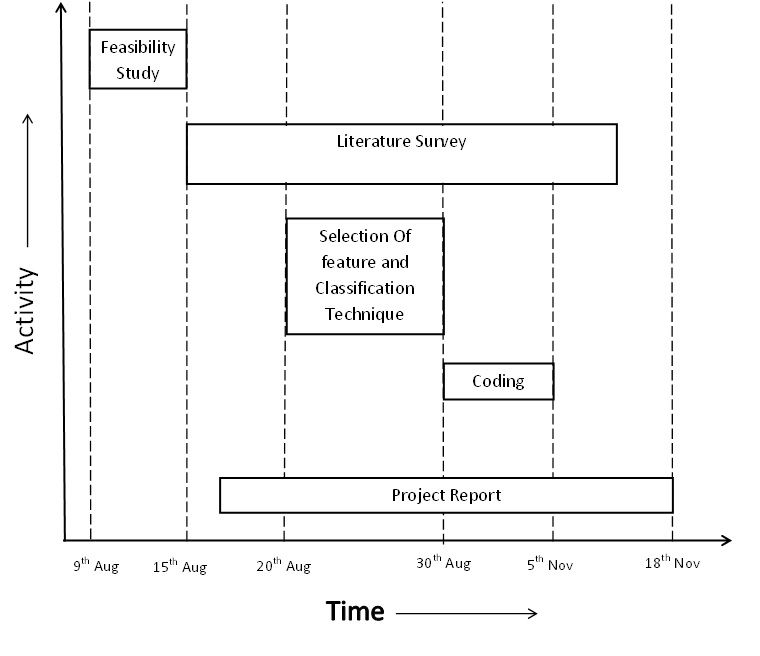 Feasibility
Study
Literature Survey
Selection Of
feature and
Classification
Technique
Coding
Project Report
Activity
9th Aug
15th Aug
20th Aug
30th Aug
5th Nov
18th Nov
Time